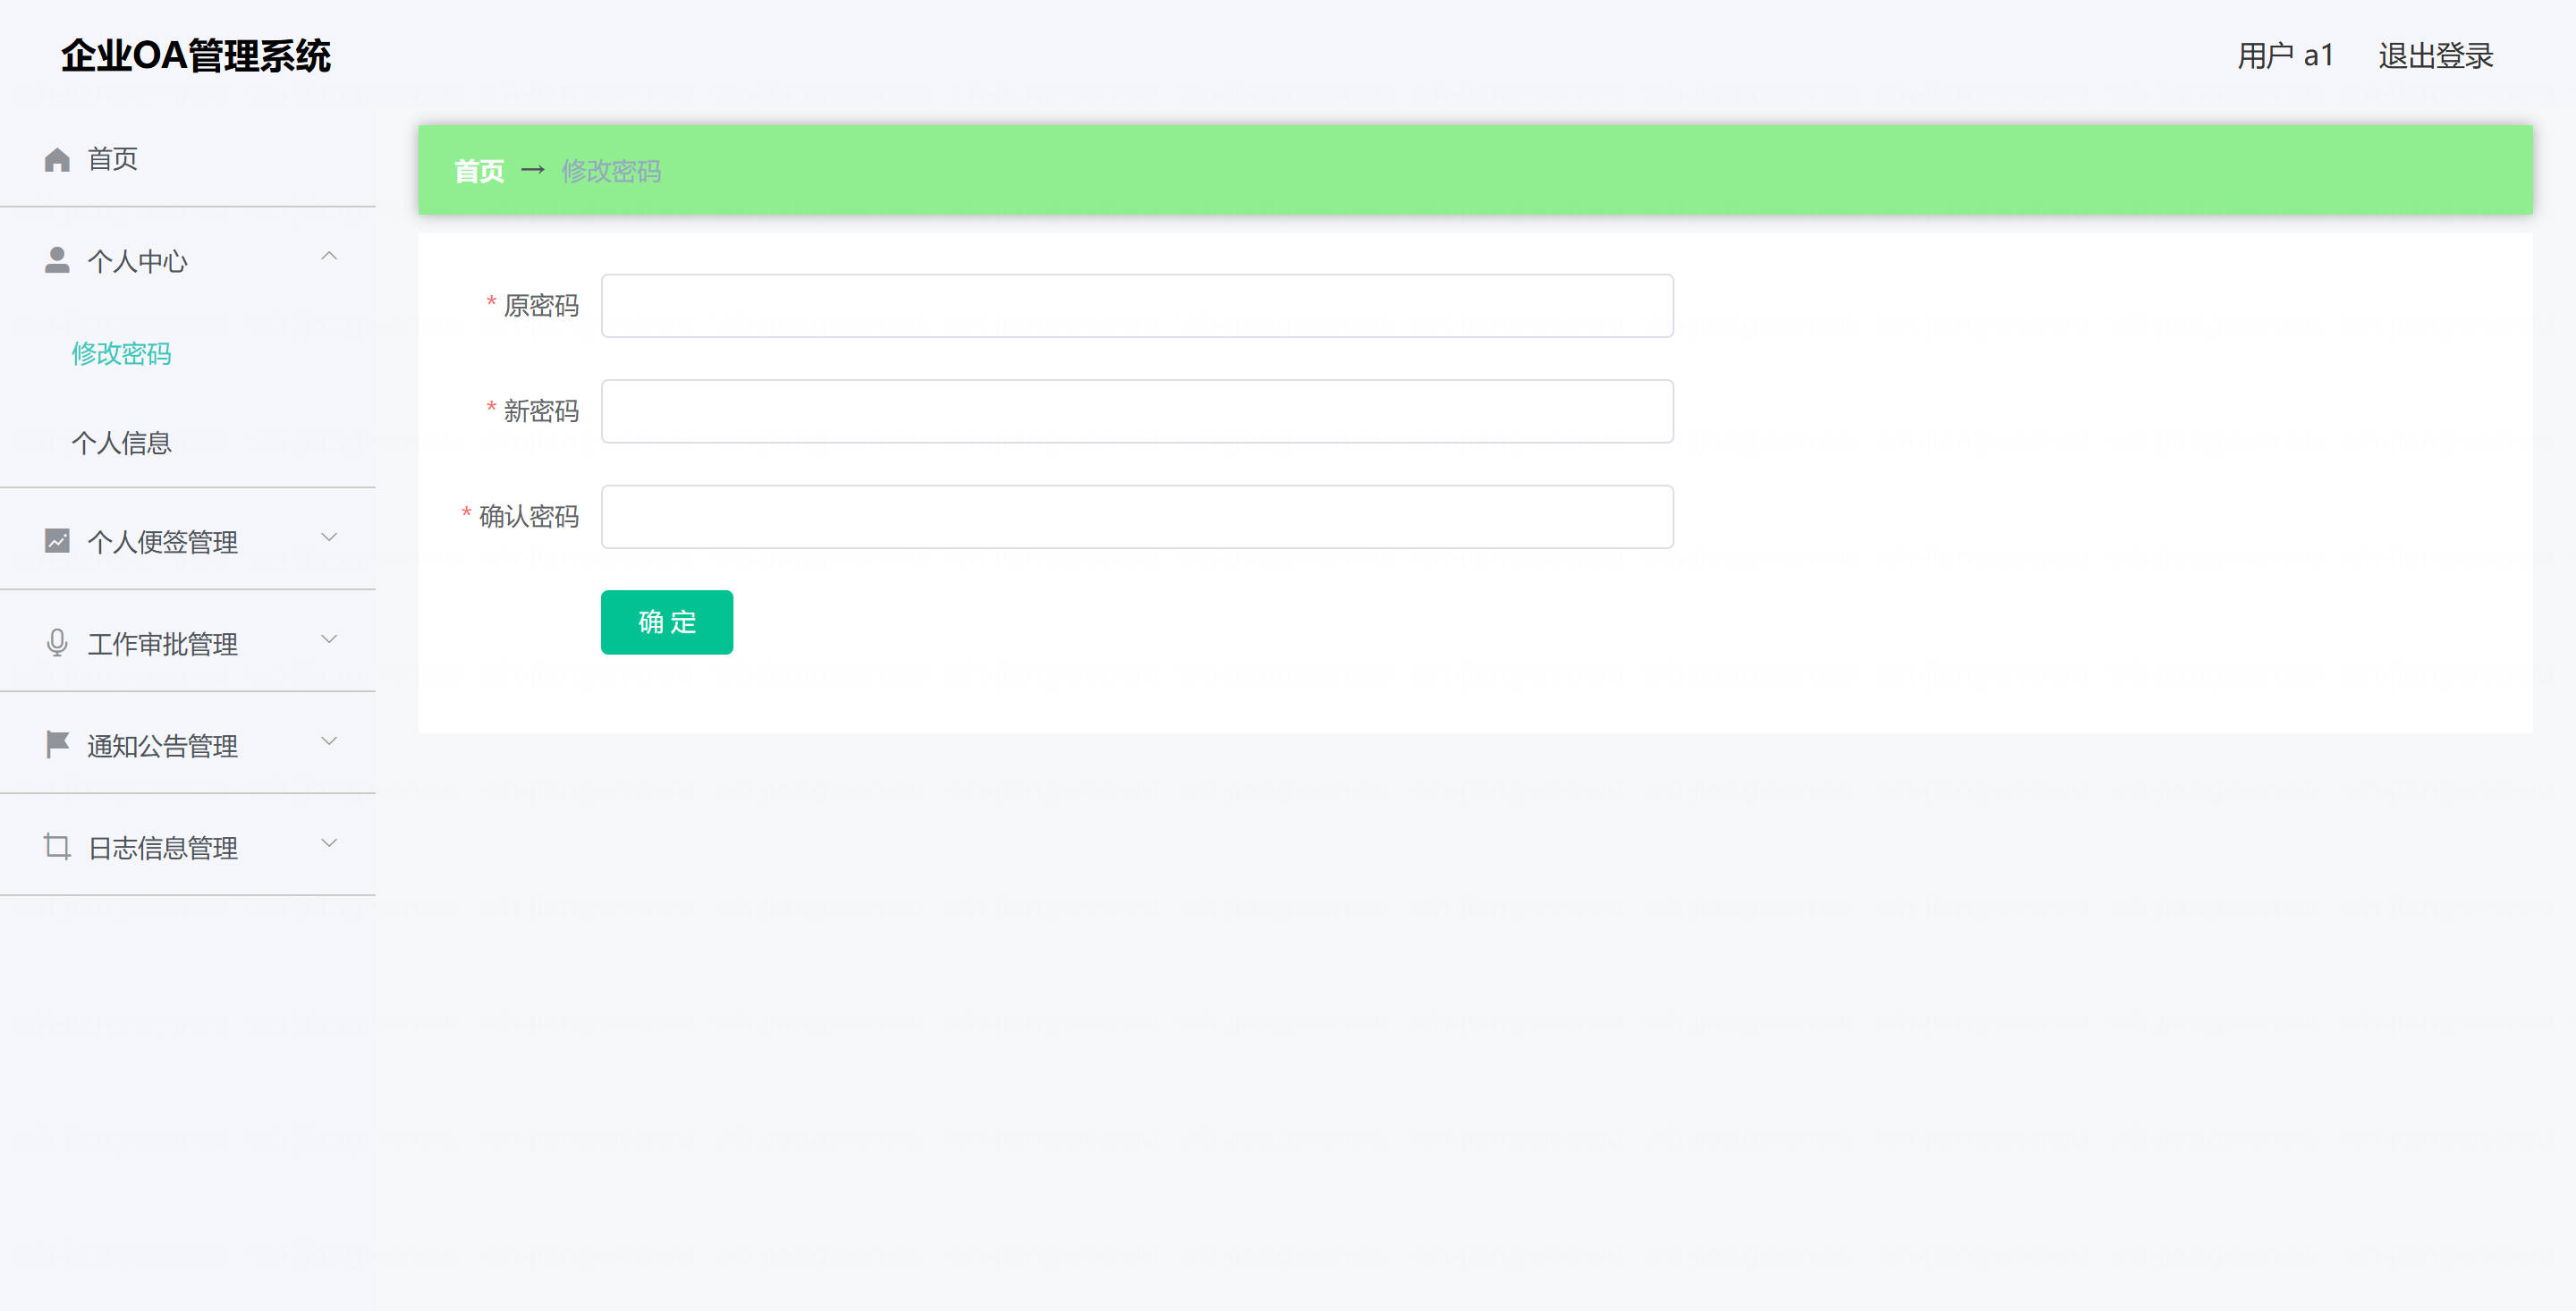 企业OA管理系统
用户 a1 退出登录
首页
个人中心
修改密码
个人信息
个人便签管理
工作审批管理
通知公告管理
日志信息管理
首页 → 修改密码
* 原密码
* 新密码
* 确认密码
确 定